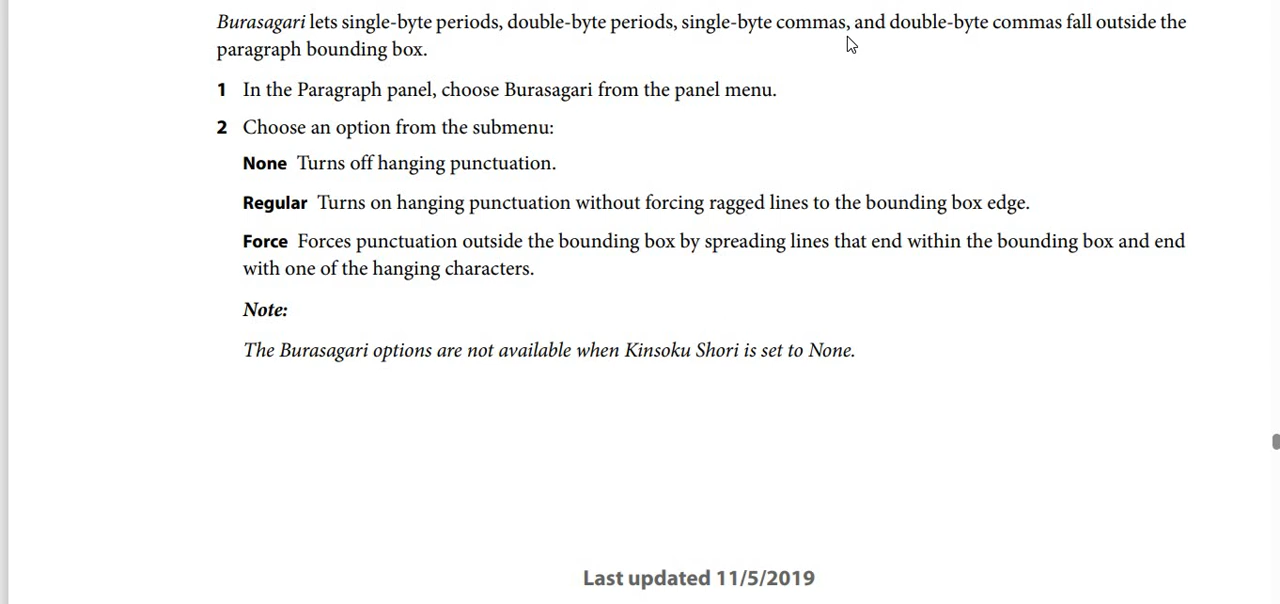 Burasagari lets single-byte periods, double-byte periods, single-byte commas, and double-byte commas fall outside the
paragraph bounding box.
1 In the Paragraph panel, choose Burasagari from the panel menu.
2 Choose an option from the submenu:
None Turns off hanging punctuation.
Regular Turns on hanging punctuation without forcing ragged lines to the bounding box edge.
Force Forces punctuation outside the bounding box by spreading lines that end within the bounding box and end
with one of the hanging characters.
Note:
The Burasagari options are not available when Kinsoku Shori is set to None.
Last updated 11/5/2019